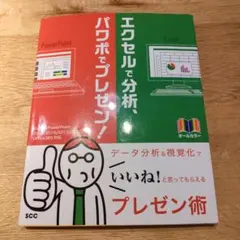 エクセルで分析、
パワポでプレゼン!
PowerPoint
オールカラー
データ分析&視覚化で
いいね!と言ってもらえる
プレゼン術
SCC